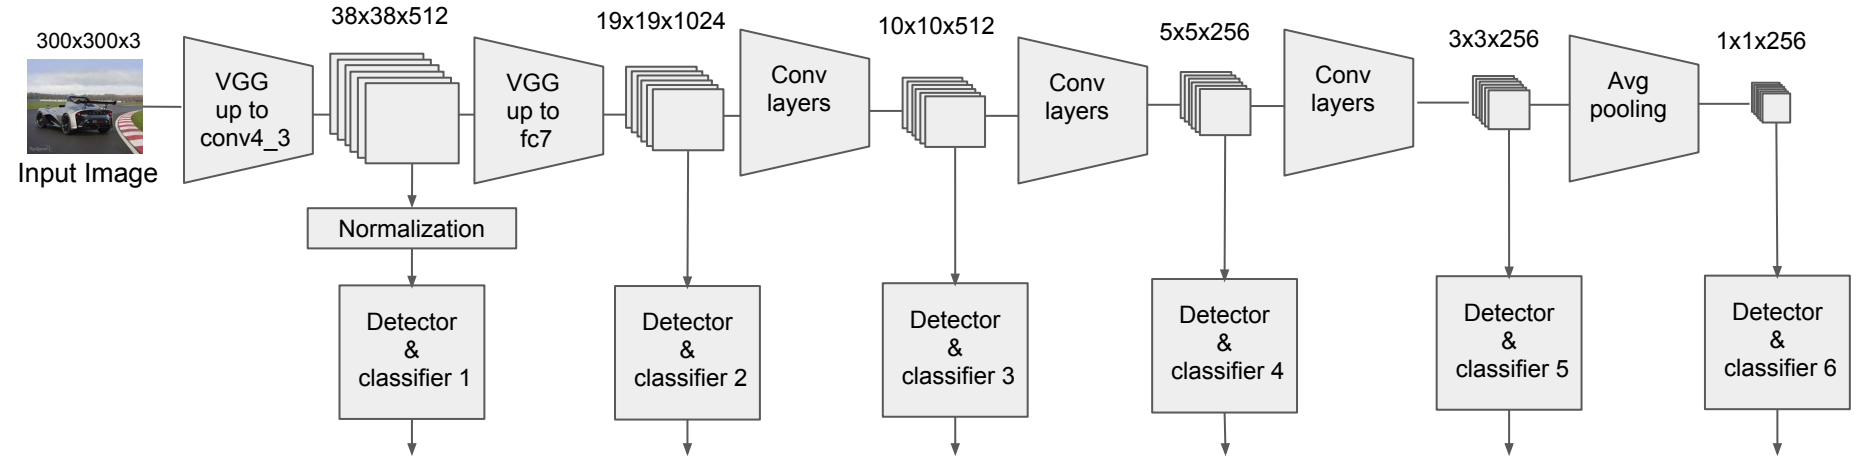 300x300x3
Input Image
VGG
up to
conv4_3
38x38x512
VGG
up to
fc7
19x19x1024
Conv
layers
10x10x512
Conv
layers
5x5x256
Conv
layers
3x3x256
Avg
pooling
1x1x256
Normalization
Detector
&
classifier 1
Detector
&
classifier 2
Detector
&
classifier 3
Detector
&
classifier 4
Detector
&
classifier 5
Detector
&
classifier 6